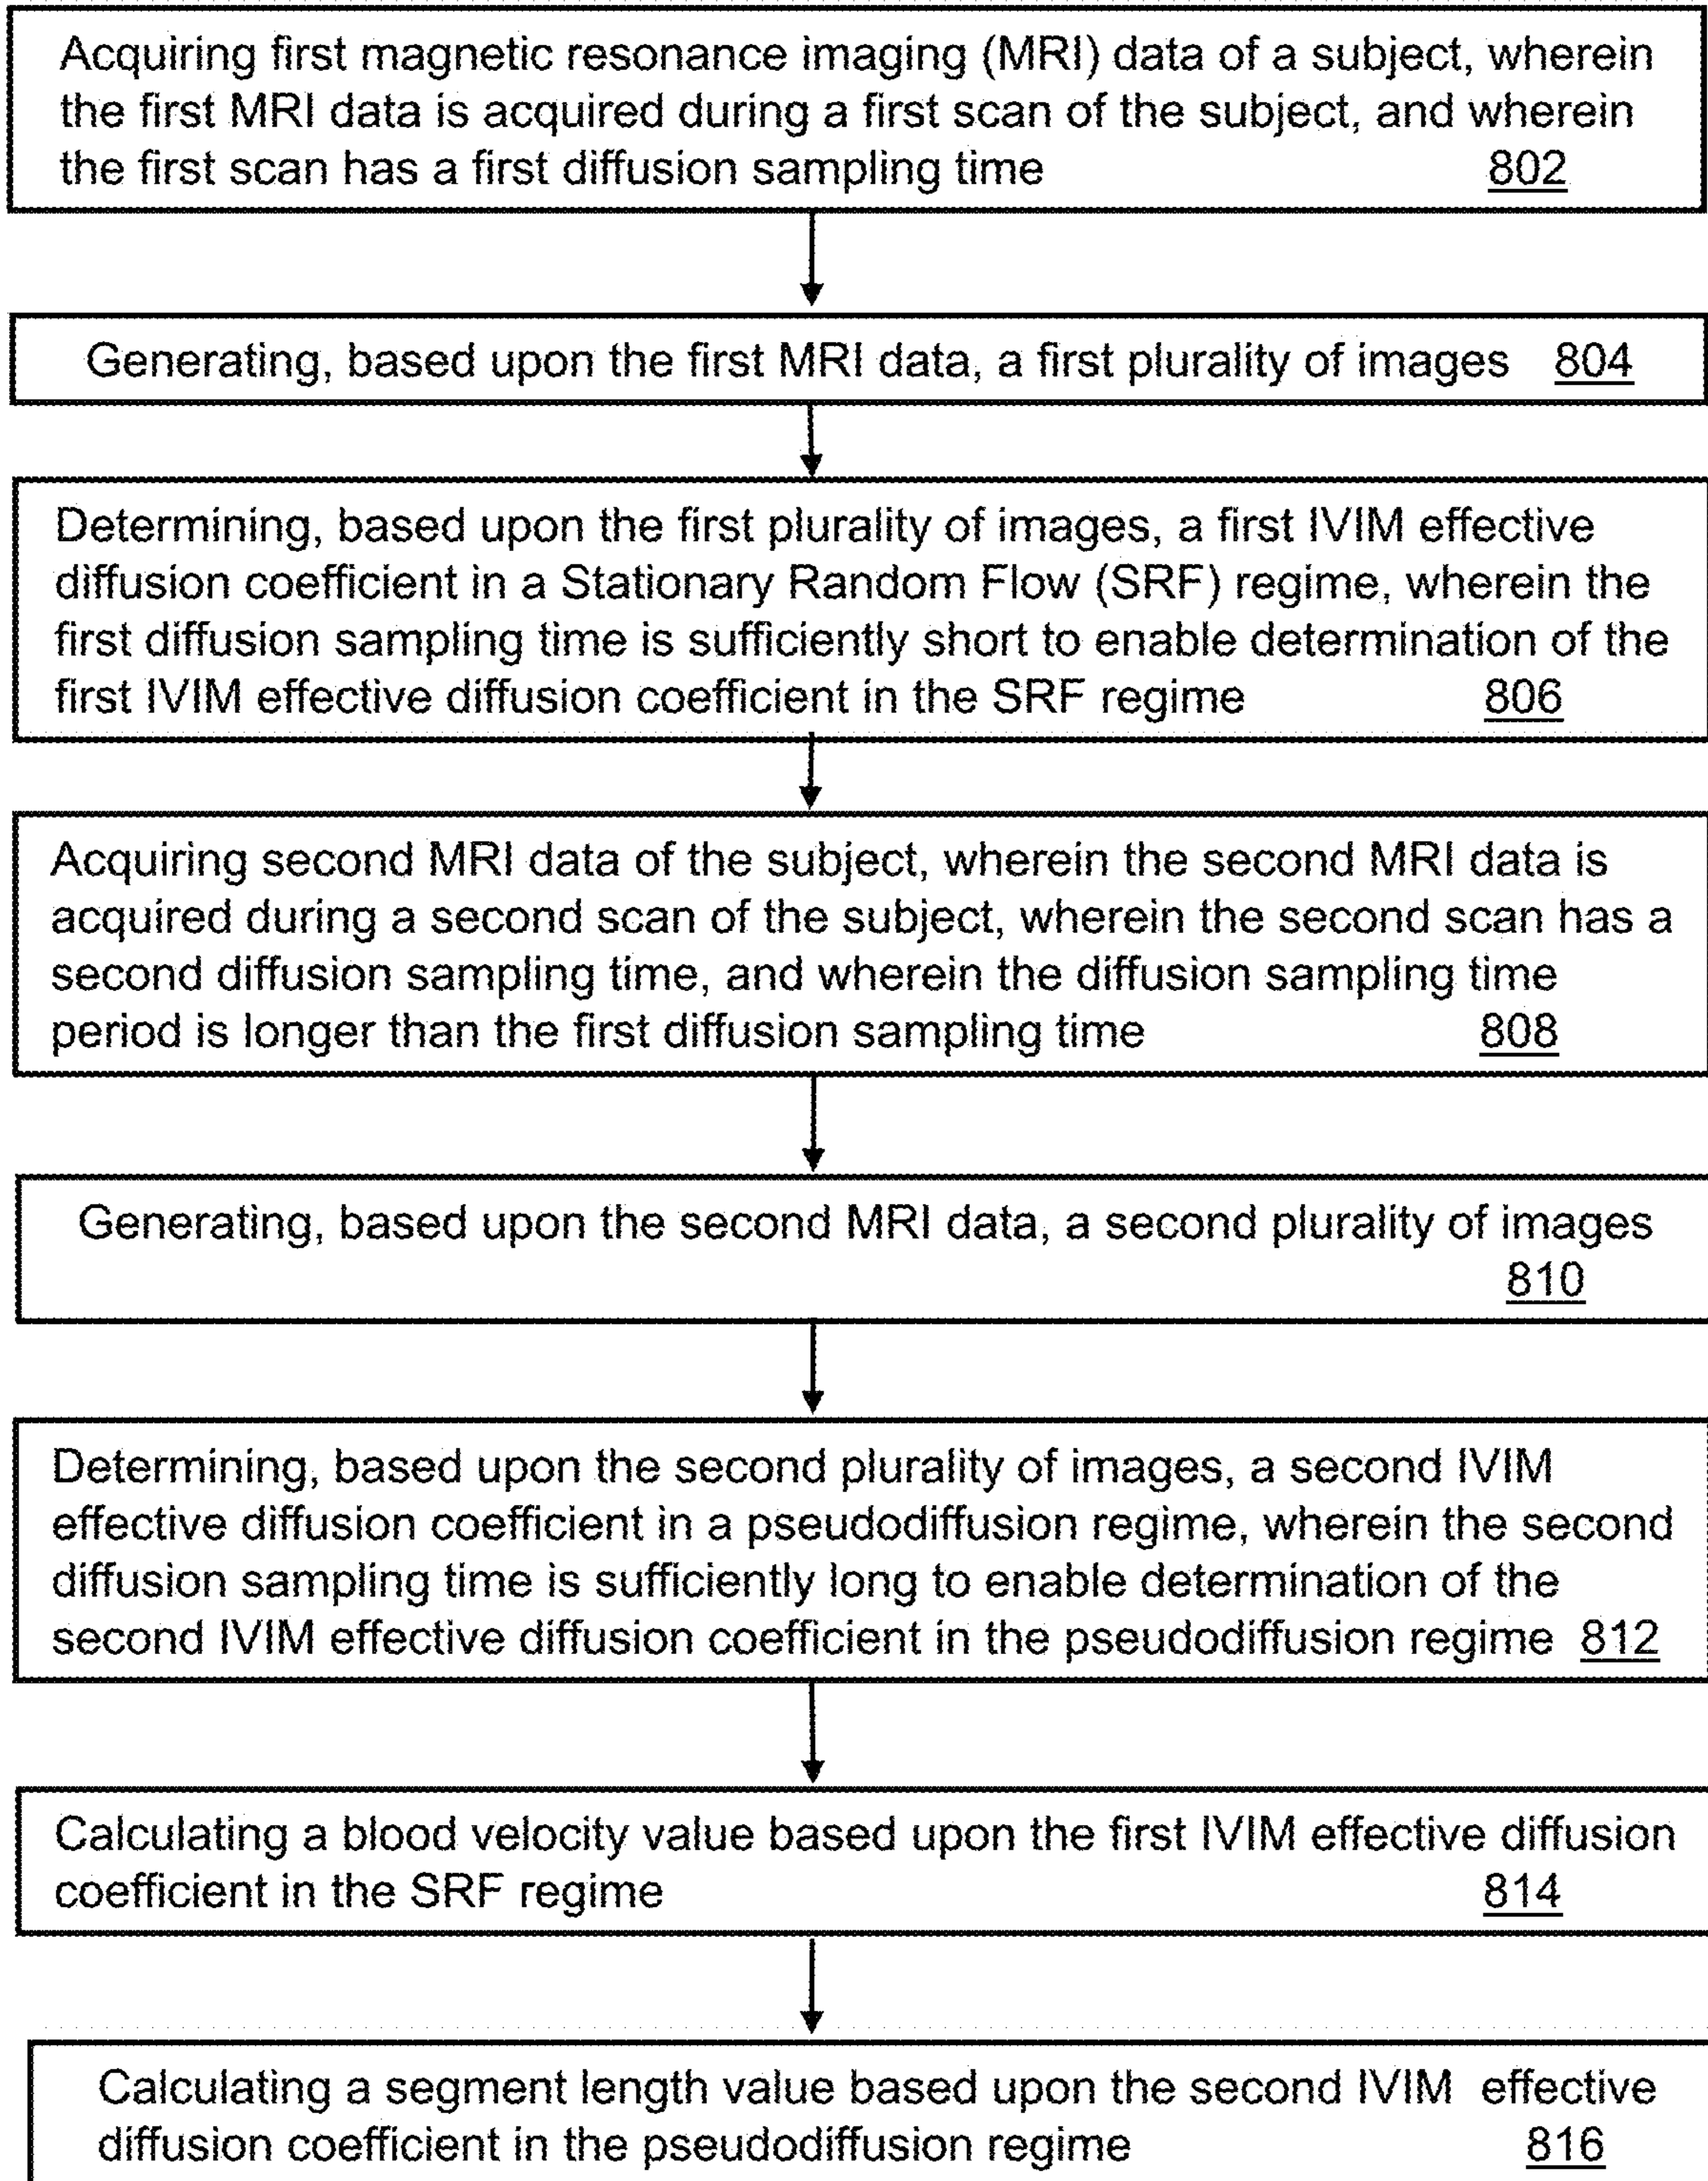 Acquiring first magnetic resonance imaging (MRI) data of a subject, wherein
the first MRI data is acquired during a first scan of the subject, and wherein
the first scan has a first diffusion sampling time 802
Generating, based upon the first MRI data, a first plurality of images 804
Determining, based upon the first plurality of images, a first IVIM effective
diffusion coefficient in a Stationary Random Flow (SRF) regime, wherein the
first diffusion sampling time is sufficiently short to enable determination of the
first IVIM effective diffusion coefficient in the SRF regime 806
Acquiring second MRI data of the subject, wherein the second MRI data is
acquired during a second scan of the subject, wherein the second scan has a
second diffusion sampling time, and wherein the diffusion sampling time
period is longer than the first diffusion sampling time 808
Generating, based upon the second MRI data, a second plurality of images
810
Determining, based upon the second plurality of images, a second IVIM
effective diffusion coefficient in a pseudodiffusion regime, wherein the second
diffusion sampling time is sufficiently long to enable determination of the
second IVIM effective diffusion coefficient in the pseudodiffusion regime 812
Calculating a blood velocity value based upon the first IVIM effective diffusion
coefficient in the SRF regime 814
Calculating a segment length value based upon the second IVIM effective
diffusion coefficient in the pseudodiffusion regime 816